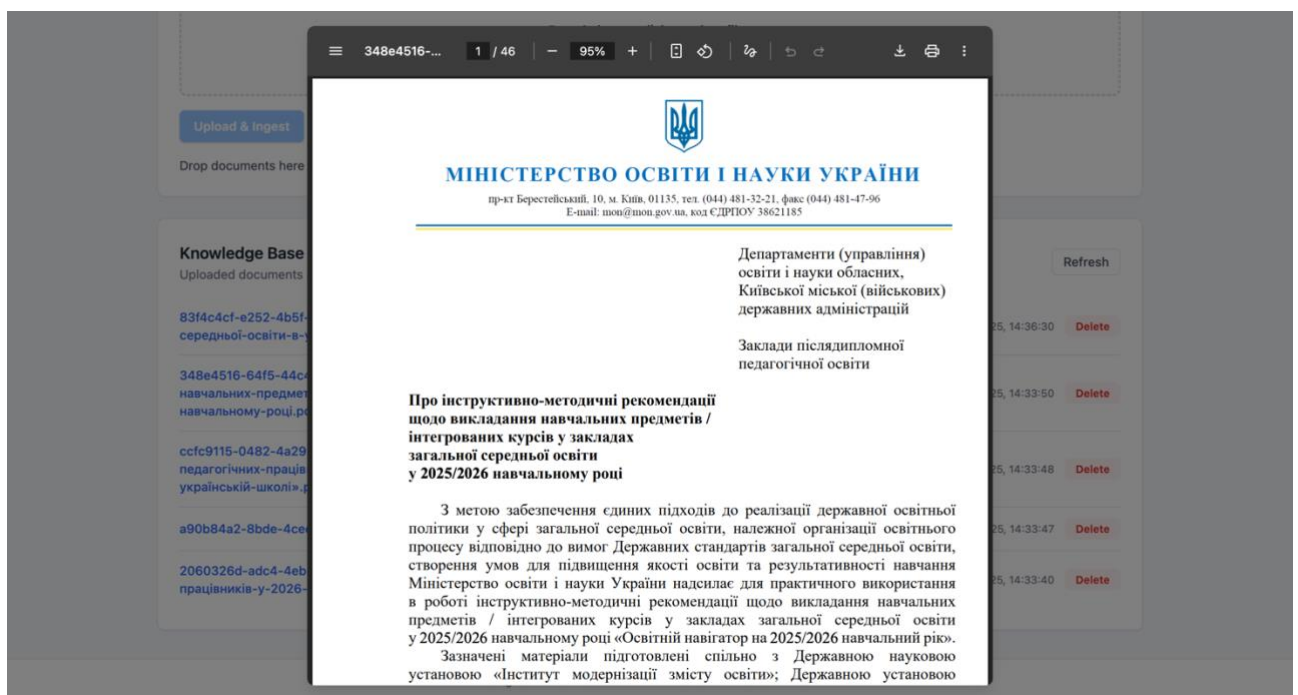 348e4516-...
1 / 46
95%
Upload & Ingest
Drop documents here
МІНІСТЕРСТВО ОСВІТИ І НАУКИ УКРАЇНИ
пр-кт Берестейський, 10, м. Київ, 01135, тел. (044) 481-32-21, факс (044) 481-47-96
E-mail: mon@mon.gov.ua, код ЄДРПОУ 38621185
Департаменти (управління)
освіти і науки обласних,
Київської міської (військових)
державних адміністрацій
Заклади післядипломної
педагогічної освіти
Про інструктивно-методичні рекомендації
щодо викладання навчальних предметів /
інтегрованих курсів у закладах
загальної середньої освіти
у 2025/2026 навчальному році
З метою забезпечення єдиних підходів до реалізації державної освітньої
політики у сфері загальної середньої освіти, належної організації освітнього
процесу відповідно до вимог Державних стандартів загальної середньої освіти,
створення умов для підвищення якості освіти та результативності навчання
Міністерство освіти і науки України надсилає для практичного використання
в роботі інструктивно-методичні рекомендації щодо викладання навчальних
предметів / інтегрованих курсів у закладах загальної середньої освіти
у 2025/2026 навчальному році «Освітній навігатор на 2025/2026 навчальний рік».
Зазначені матеріали підготовлені спільно з Державною науковою
установою «Інститут модернізації змісту освіти»; Державною установою
Knowledge Base
Uploaded documents
Refresh
83f4c4cf-e252-4b5f-
середньої-освіти-в-
25, 14:36:30 Delete
348e4516-64f5-44c
навчальних-предмет
навчальному-році.p
25, 14:33:50 Delete
ccfc9115-0482-4a29
педагогічних-праців
українській-школі».p
25, 14:33:48 Delete
a90b84a2-8bde-4ce
25, 14:33:47 Delete
2060326d-adc4-4eb
працівників-у-2026-
25, 14:33:40 Delete